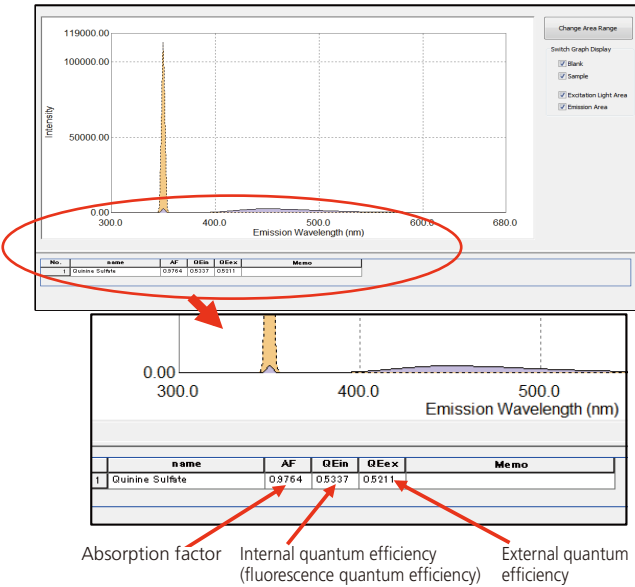 119000.00
100000.00
50000.00
0.00
Intensity
300.0 400.0 500.0 600.0 680.0
Emission Wavelength (nm)
Change Area Range
Switch Graph Display
Blank
Sample
Excitation Light Area
Emission Area
No. name AF QEin QEex Memo
1 Quinine Sulfate 0.9764 0.5337 0.5211
0.00
300.0 400.0 500.0
Emission Wavelength (nm)
name AF QEin QEex Memo
1 Quinine Sulfate 0.9764 0.5337 0.5211
Absorption factor
Internal quantum efficiency
(fluorescence quantum efficiency)
External quantum
efficiency